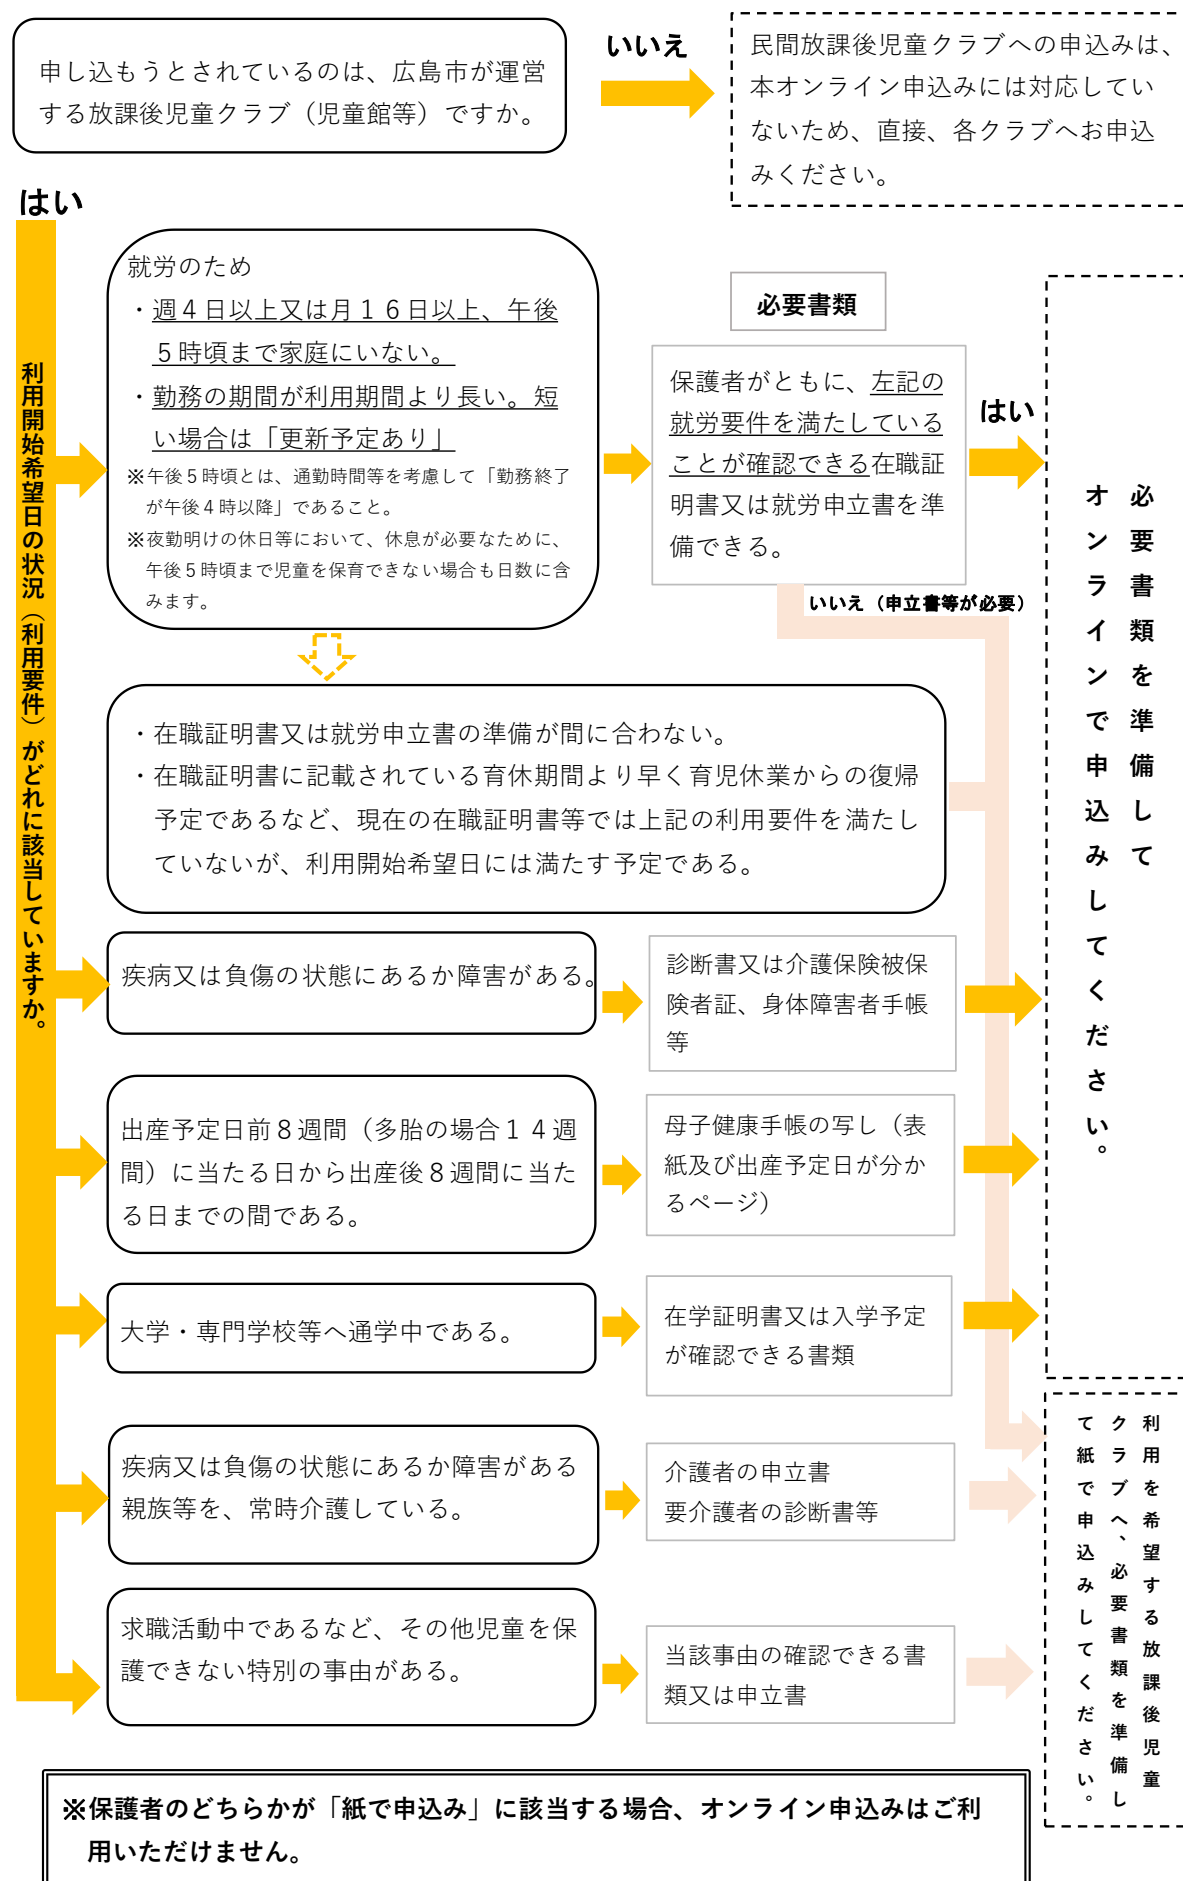 申し込もうとされているのは、広島市が運営
する放課後児童クラブ（児童館等）ですか。
いいえ
民間放課後児童クラブへの申込みは、
本オンライン申込みには対応してい
ないため、直接、各クラブへお申込
みください。
はい
利用開始希望日の状況（利用要件）がどれに該当していますか。
就労のため
・週４日以上又は月１６日以上、午後
５時頃まで家庭にいない。
・勤務の期間が利用期間より長い。短
い場合は「更新予定あり」
※午後５時頃とは、通勤時間等を考慮して「勤務終了
が午後４時以降」であること。
※夜勤明けの休日等において、休息が必要なために、
午後５時頃まで児童を保育できない場合も日数に含
みます。
必要書類
保護者がともに、左記の
就労要件を満たしている
ことが確認できる在職証
明書又は就労申立書を準
備できる。
はい
いいえ（申立書等が必要）
必要書類を準備して
オンラインで申込みしてください。
・在職証明書又は就労申立書の準備が間に合わない。
・在職証明書に記載されている育休期間より早く育児休業からの復帰
予定であるなど、現在の在職証明書等では上記の利用要件を満たし
ていないが、利用開始希望日には満たす予定である。
疾病又は負傷の状態にあるか障害がある。
診断書又は介護保険被保
険者証、身体障害者手帳
等
出産予定日前８週間（多胎の場合１４週
間）に当たる日から出産後８週間に当た
る日までの間である。
母子健康手帳の写し（表
紙及び出産予定日が分か
るページ）
大学・専門学校等へ通学中である。
在学証明書又は入学予定
が確認できる書類
疾病又は負傷の状態にあるか障害がある
親族等を、常時介護している。
介護者の申立書
要介護者の診断書等
求職活動中であるなど、その他児童を保
護できない特別の事由がある。
当該事由の確認できる書
類又は申立書
利用を希望する放課後児童
クラブへ、必要書類を準備し
て紙で申込みしてください。
※保護者のどちらかが「紙で申込み」に該当する場合、オンライン申込みはご利
用いただけません。